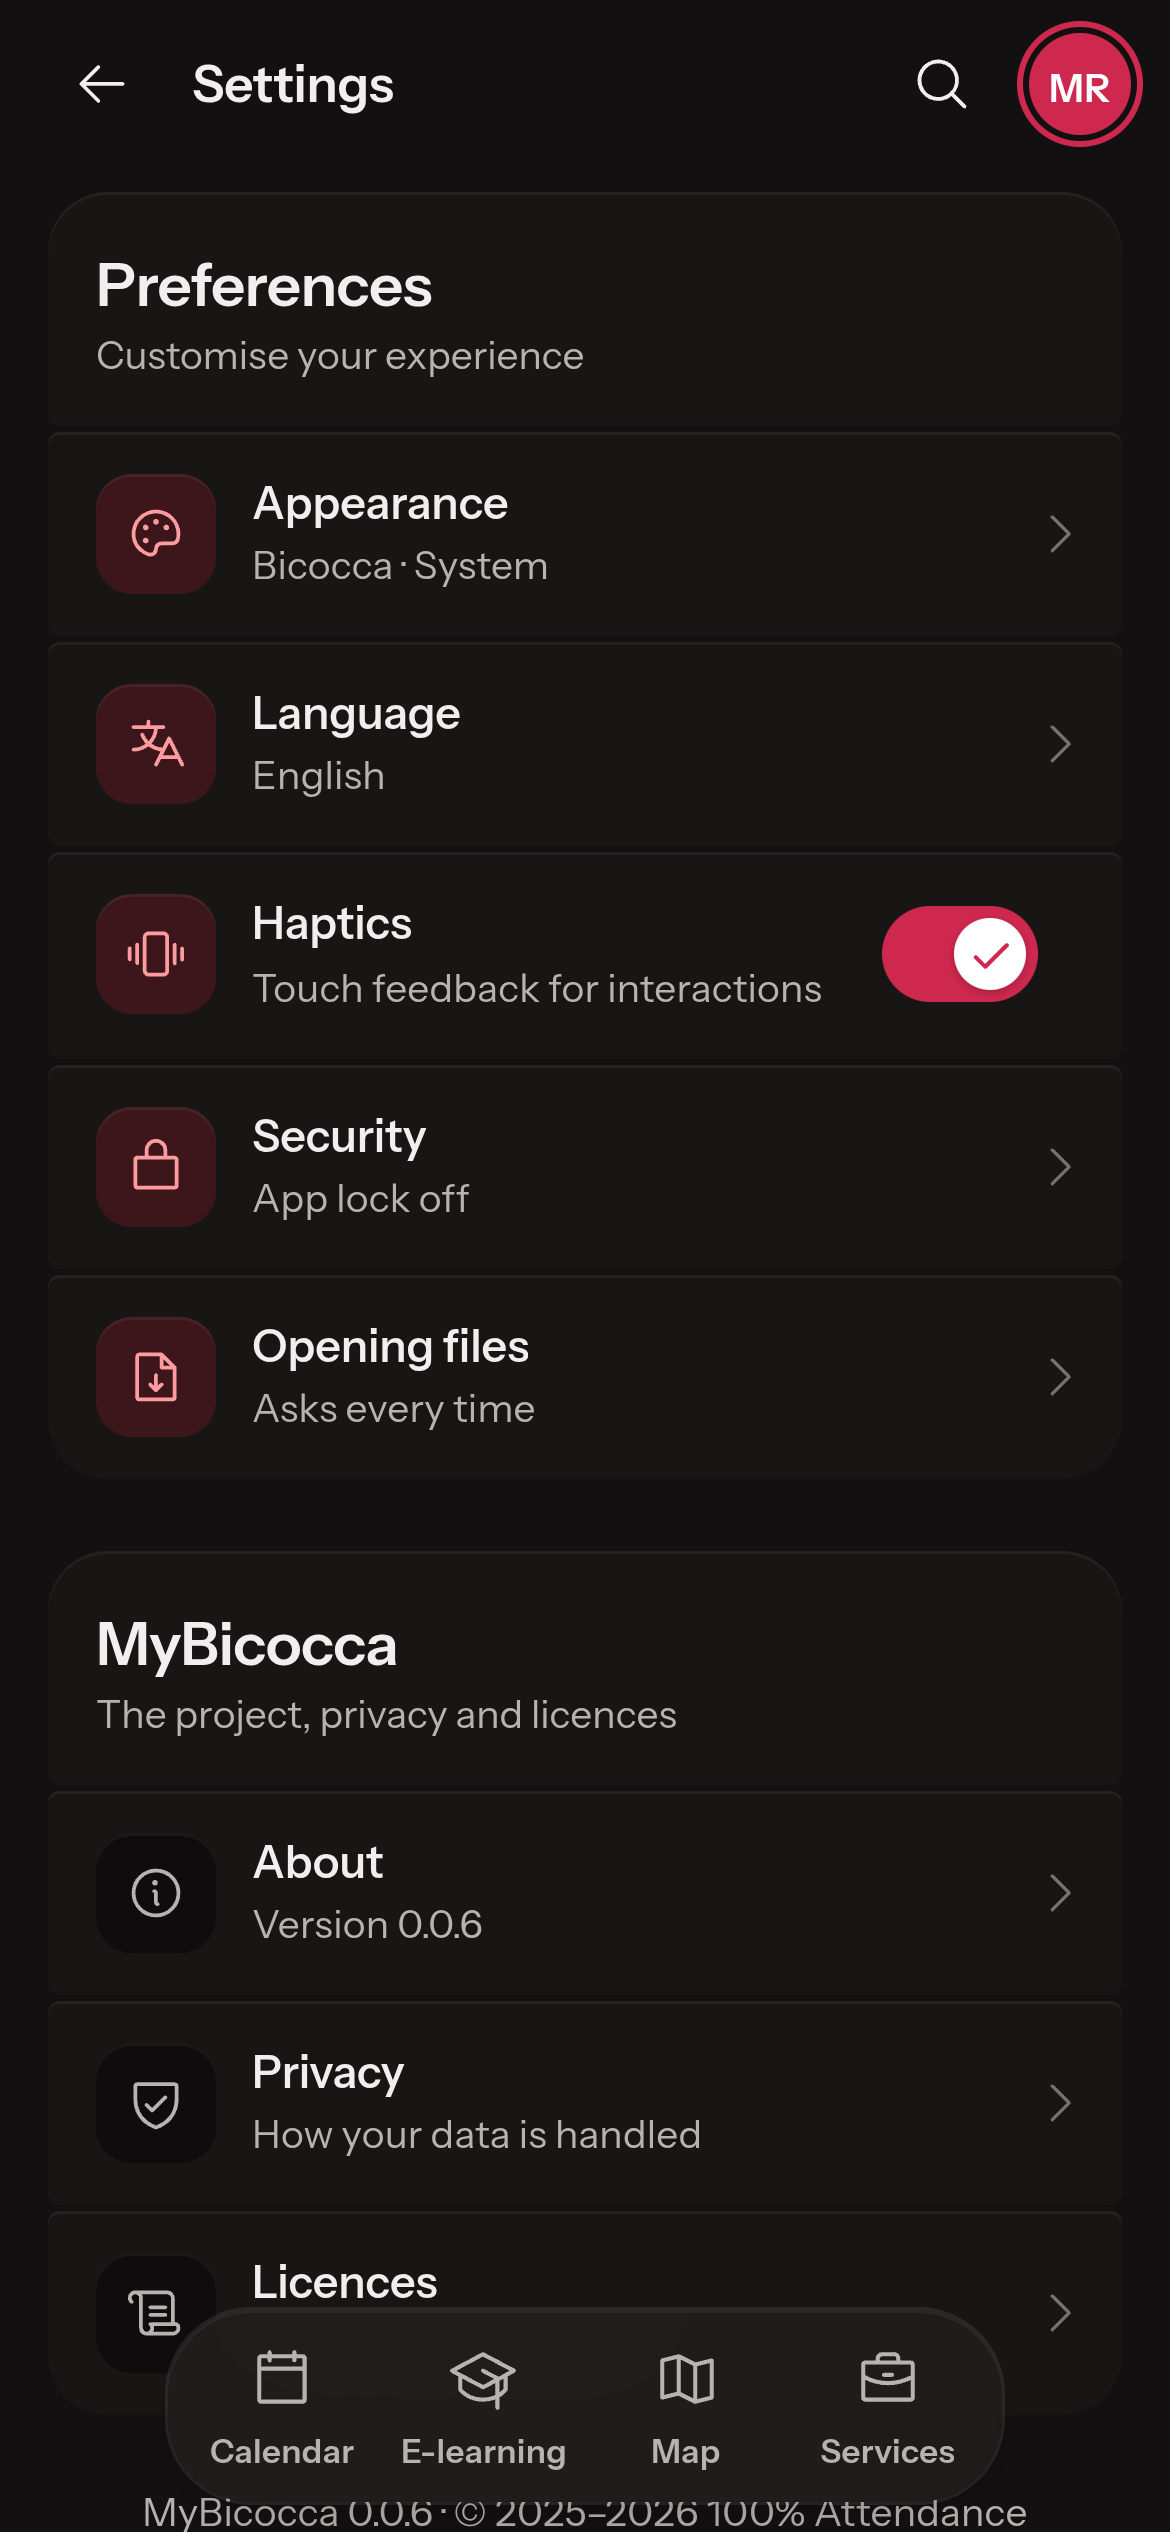 Settings
MR
Preferences
Customise your experience
Appearance
Bicocca · System
Language
English
Haptics
Touch feedback for interactions
Security
App lock off
Opening files
Asks every time
MyBicocca
The project, privacy and licences
About
Version 0.0.6
Privacy
How your data is handled
Licences
Calendar
E-learning
Map
Services
MyBicocca 0.0.6 · © 2025–2026 100% Attendance